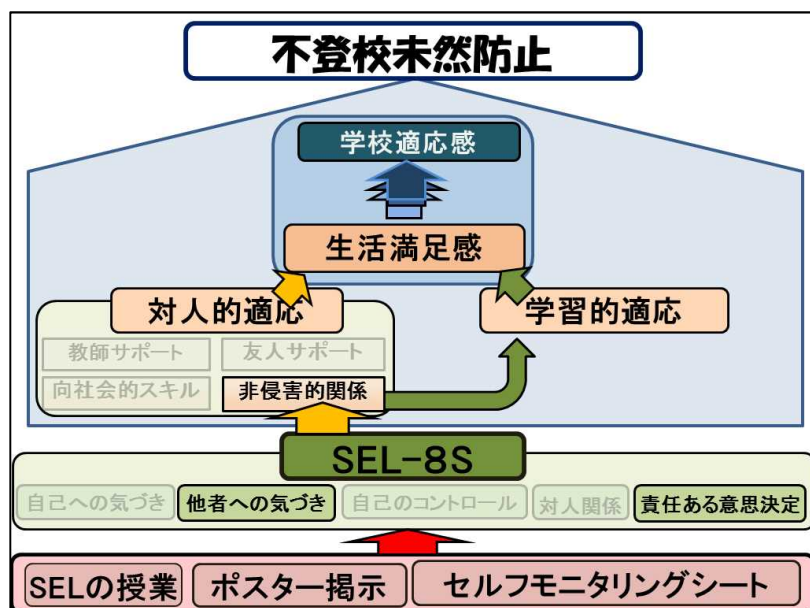 不登校未然防止
学校適応感
生活満足感
対人的適応
学習的適応
教師サポート
友人サポート
向社会的スキル
非侵害的関係
SEL-8S
自己への気づき
他者への気づき
自己のコントロール
対人関係
責任ある意思決定
SELの授業
ポスター掲示
セルフモニタリングシート